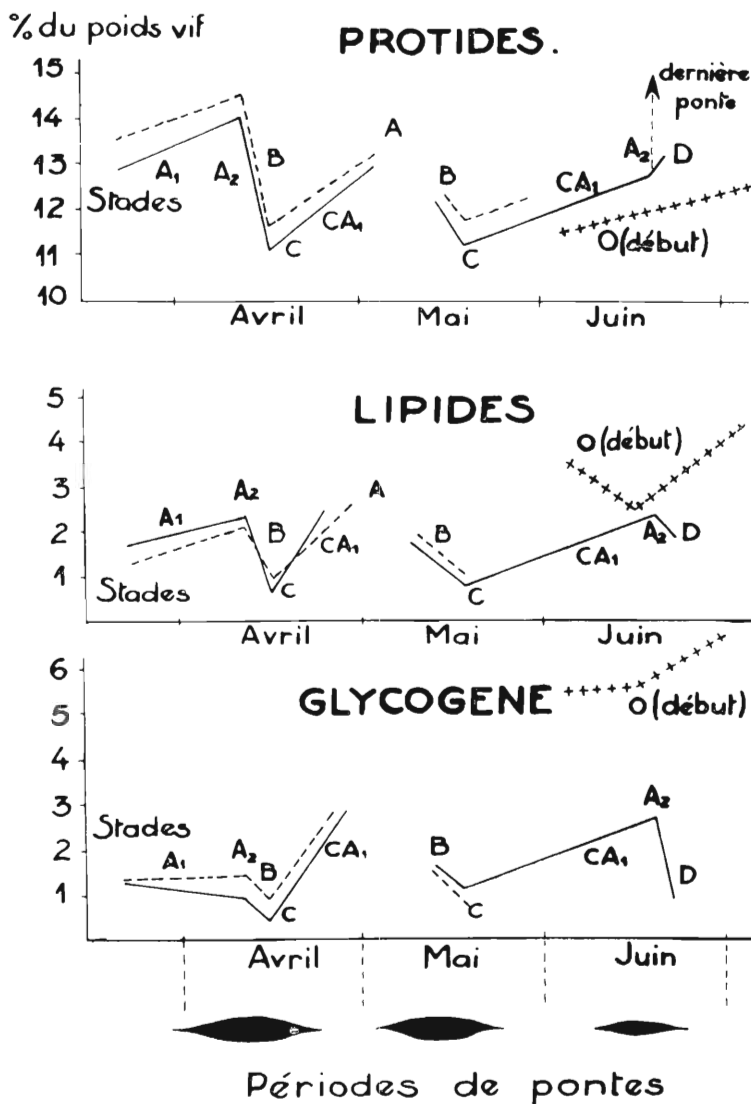 % du poids vif
PROTIDES.
15
14
13
12
11
10
Stades
A₁
A₂
B
C
CA₁
A
B
C
CA₁
A₂
D
dernière
ponte
O (début)
Avril
Mai
Juin
LIPIDES
5
4
3
2
1
Stades
A₁
A₂
B
C
CA₁
A
B
C
CA₁
A₂
D
O (début)
Avril
Mai
Juin
GLYCOGENE
6
5
4
3
2
1
Stades
A₁
A₂
B
C
CA₁
B
C
CA₁
A₂
D
O (début)
Avril
Mai
Juin
Périodes de pontes